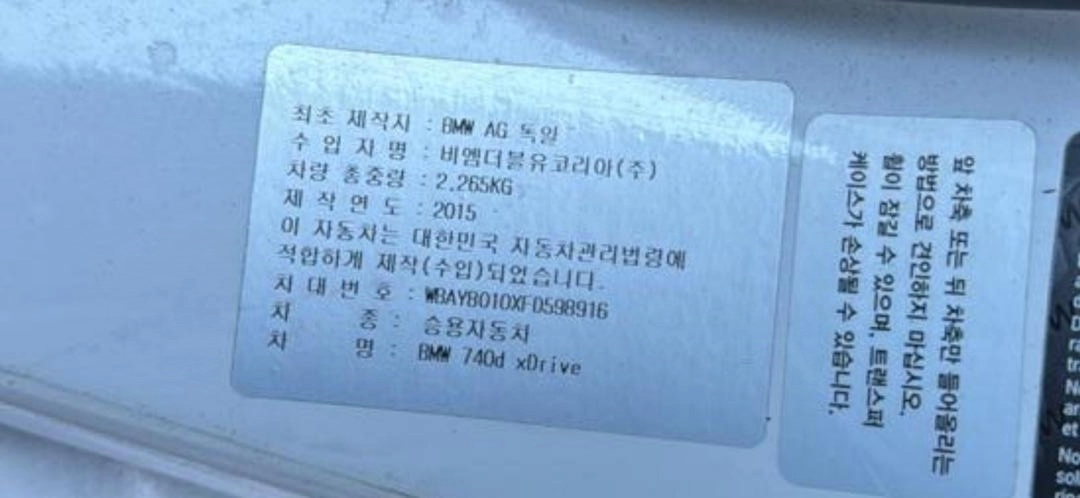 최초 제작자 : BMW AG 독일
수 입 자 명 : 비엠더블유코리아(주)
차량 총중량 : 2,265KG
제 작 연 도 : 2015
이 자동차는 대한민국 자동차관리법령에
적합하게 제작(수입)되었습니다.
차 대 번 호 : WBAYB010XFD598916
차 종 : 승용자동차
차 명 : BMW 740d xDrive
앞 차축 또는 뒤 차축만 들어올리는
방법으로 견인하지 마십시오.
휠이 잠길 수 있으며, 트랜스퍼
케이스가 손상될 수 있습니다.
et
No
sol